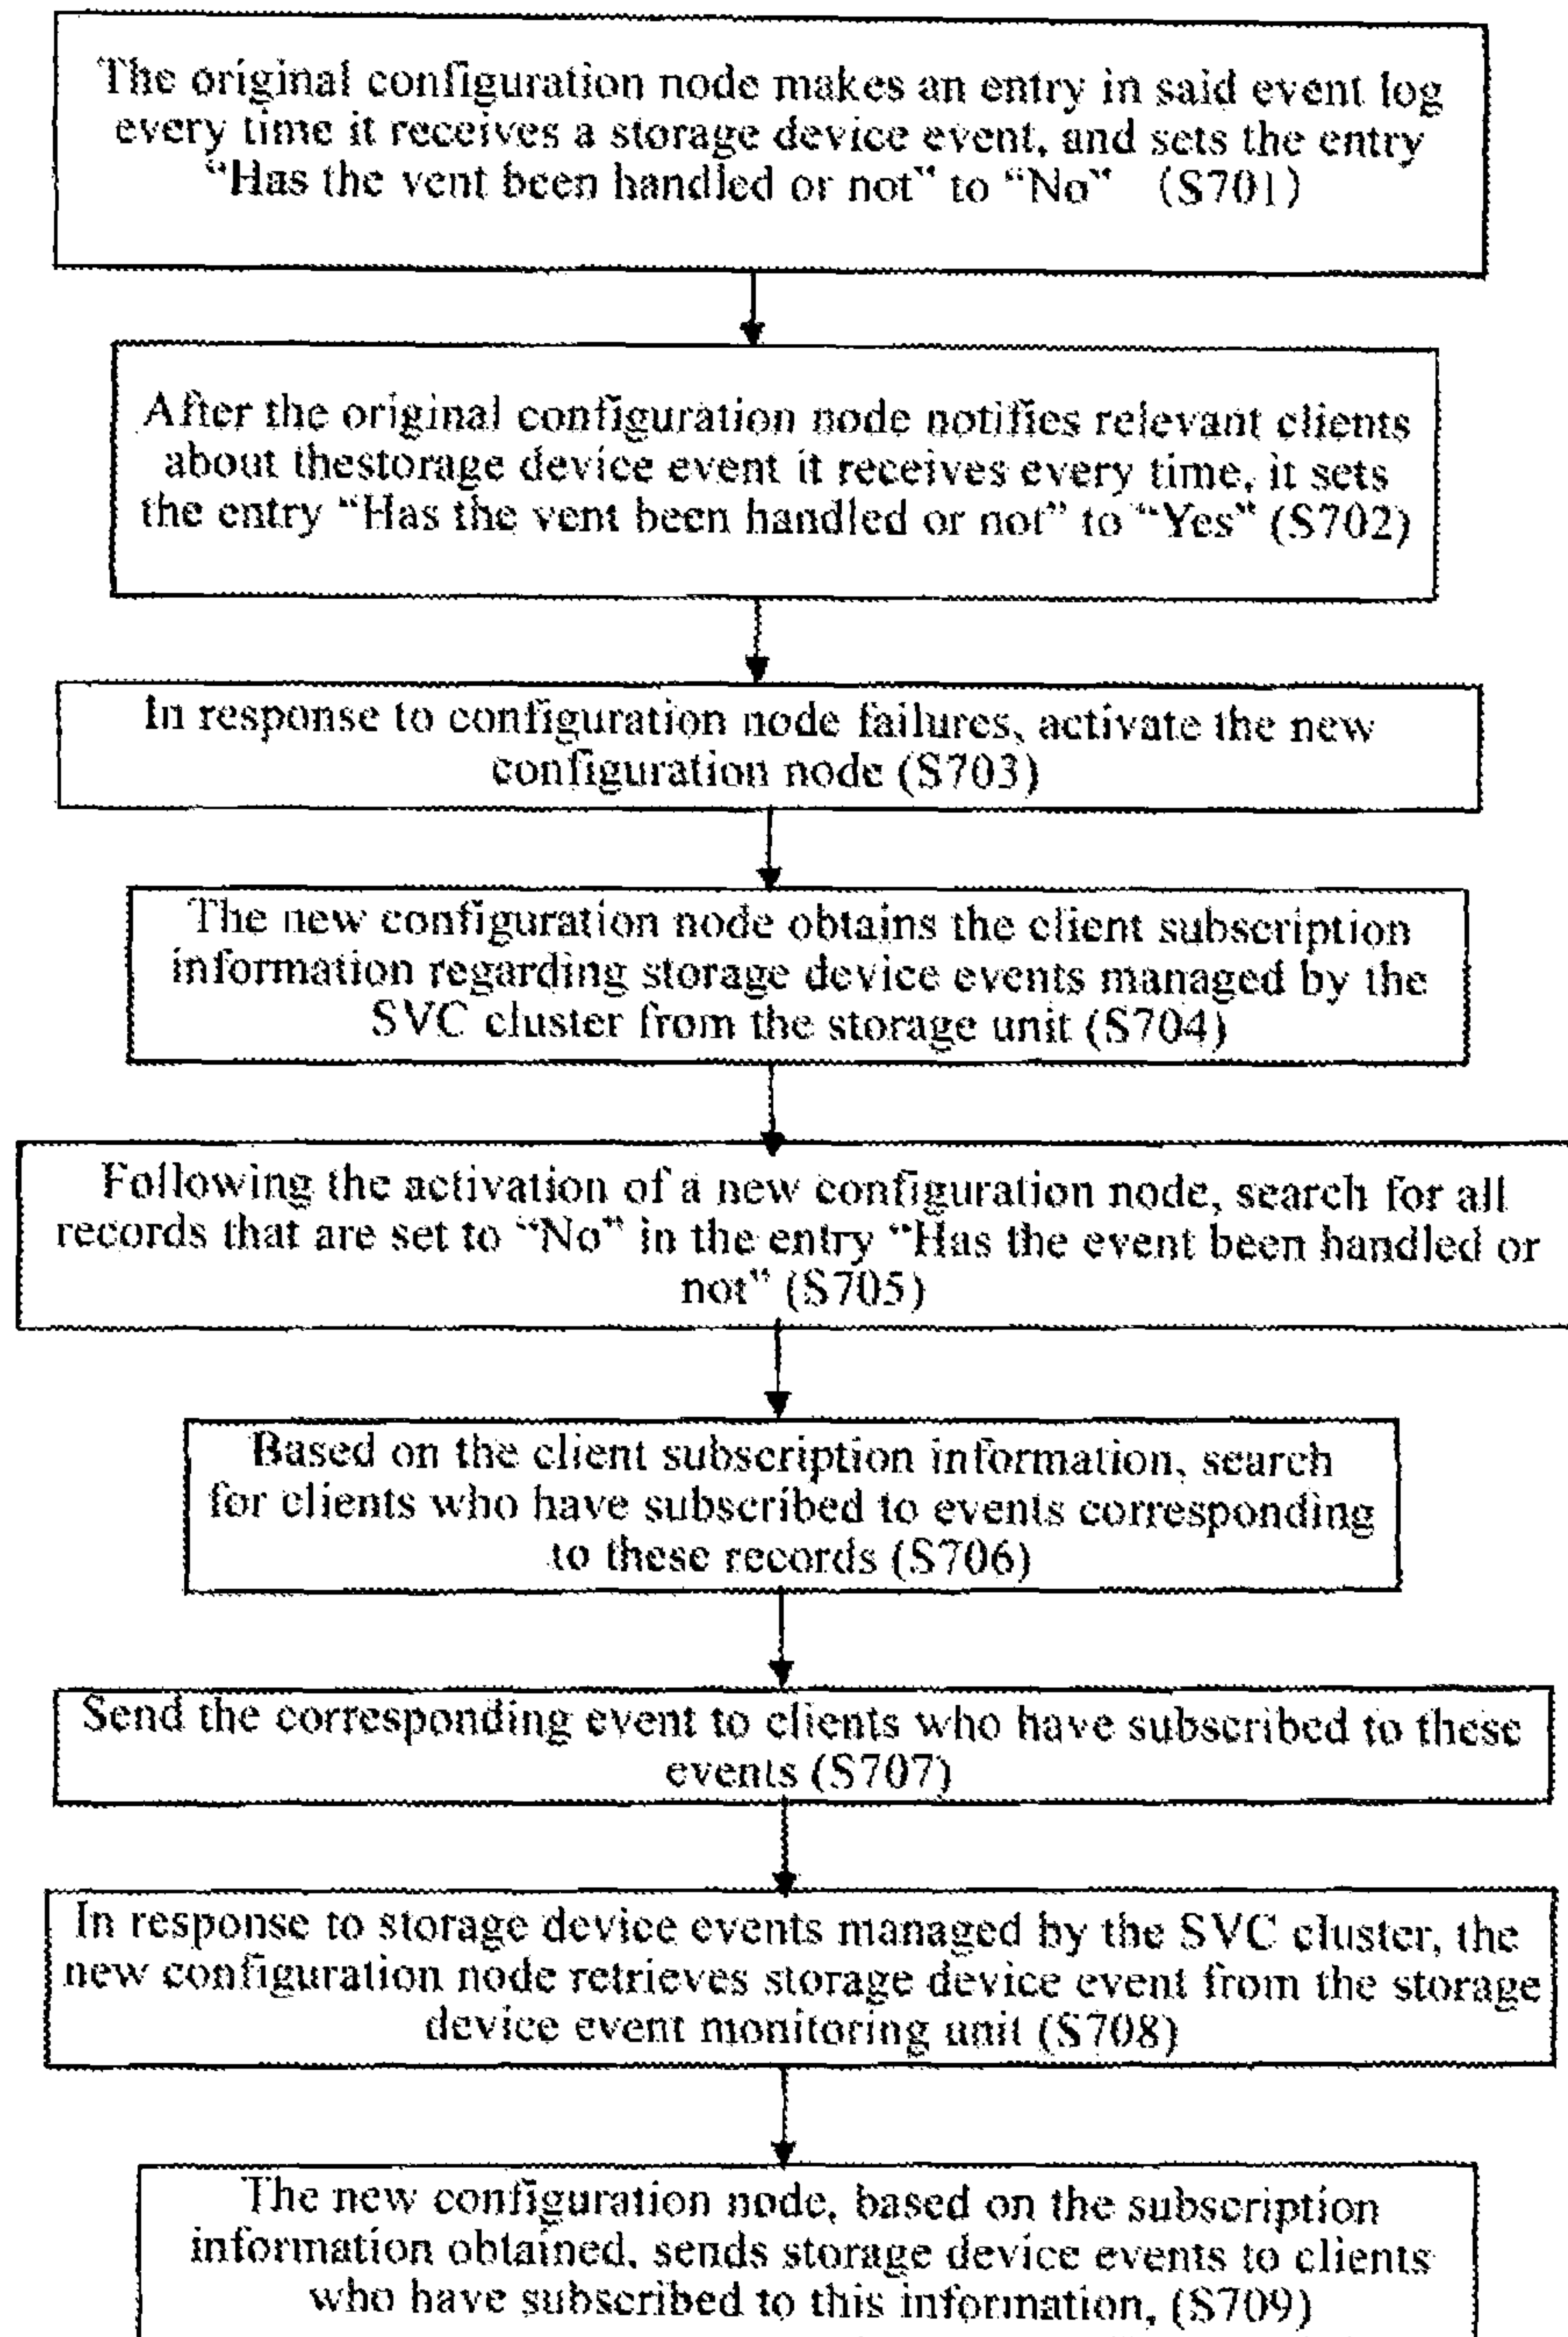 The original configuration node makes an entry in said event log
every time it receives a storage device event, and sets the entry
“Has the vent been handled or not” to “No” (S701)
After the original configuration node notifies relevant clients
about thestorage device event it receives every time, it sets
the entry “Has the vent been handled or not” to “Yes” (S702)
In response to configuration node failures, activate the new
configuration node (S703)
The new configuration node obtains the client subscription
information regarding storage device events managed by the
SVC cluster from the storage unit (S704)
Following the activation of a new configuration node, search for all
records that are set to “No” in the entry “Has the event been handled or
not” (S705)
Based on the client subscription information, search
for clients who have subscribed to events corresponding
to these records (S706)
Send the corresponding event to clients who have subscribed to these
events (S707)
In response to storage device events managed by the SVC cluster, the
new configuration node retrieves storage device event from the storage
device event monitoring unit (S708)
The new configuration node, based on the subscription
information obtained, sends storage device events to clients
who have subscribed to this information, (S709)